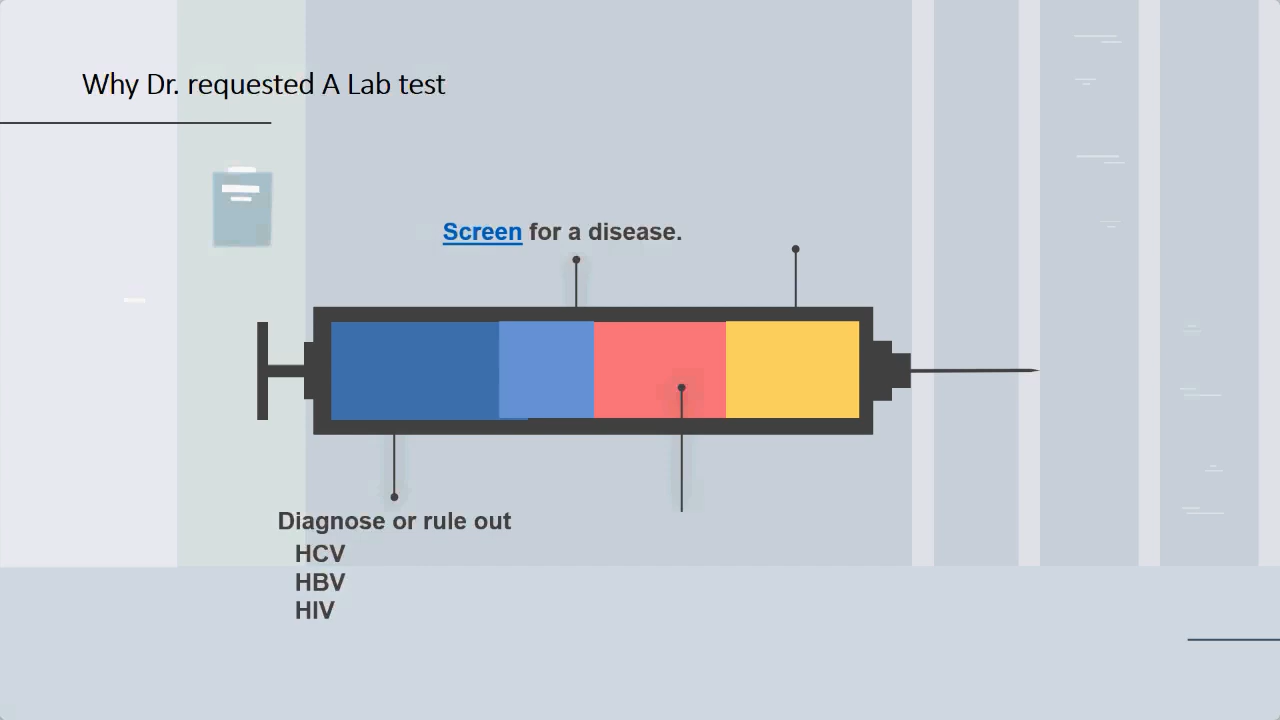 Why Dr. requested A Lab test
Screen for a disease.
Diagnose or rule out
HCV
HBV
HIV